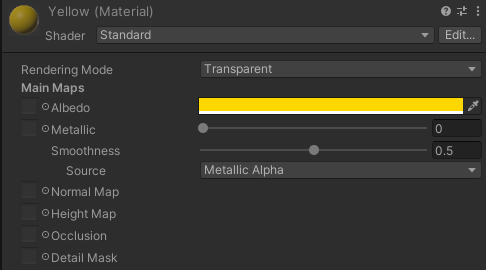 Yellow (Material)
Shader Standard Edit...
Rendering Mode Transparent
Main Maps
Albedo
Metallic 0
Smoothness 0.5
Source Metallic Alpha
Normal Map
Height Map
Occlusion
Detail Mask